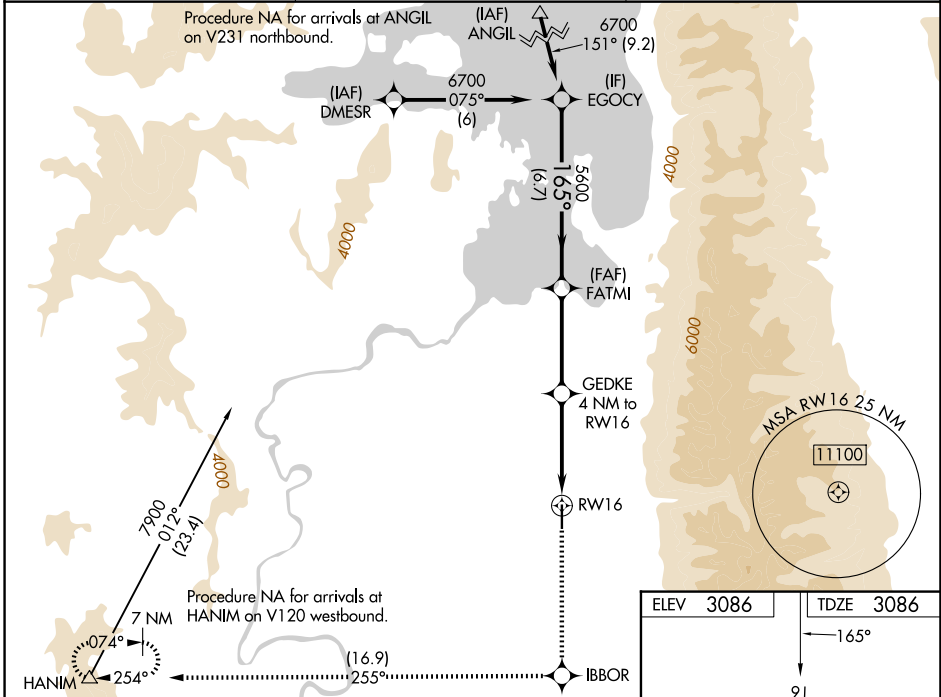 Procedure NA for arrivals at ANGIL
on V231 northbound.
(IAF)
ANGIL
6700
151° (9.2)
(IAF)
DMESR
6700
075°
(6)
(IF)
EGOCY
5600
165°
(6.7)
4000
4000
(FAF)
FATMI
6000
GEDKE
4 NM to
RW16
MSA RW16 25 NM
11100
4000
RW16
7900
012°
(23.4)
Procedure NA for arrivals at
HANIM on V120 westbound.
7 NM
074°
254°
HANIM
(16.9)
255°
IBBOR
ELEV 3086
TDZE 3086
165°